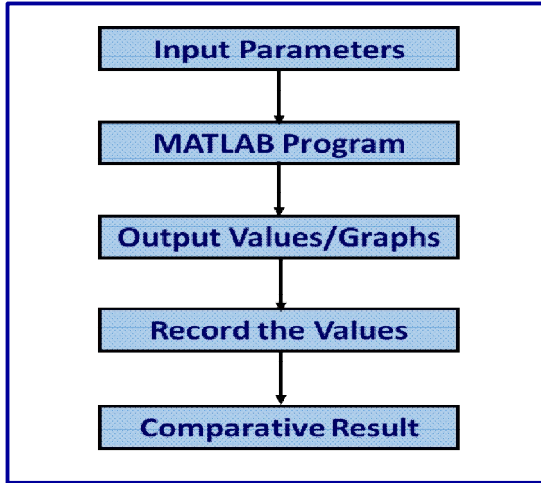 Input Parameters
MATLAB Program
Output Values/Graphs
Record the Values
Comparative Result